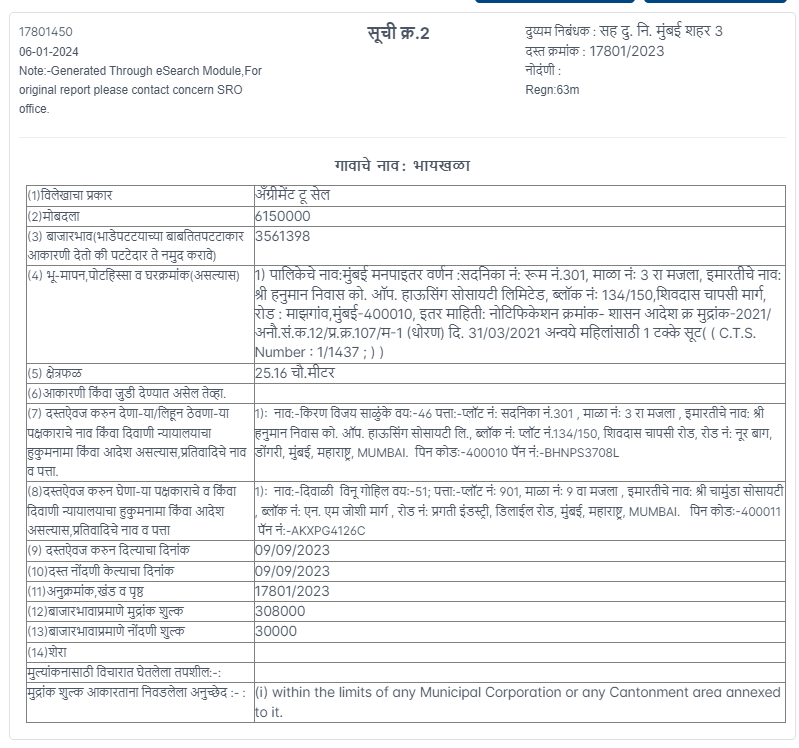 17801450
06-01-2024
Note:-Generated Through eSearch Module,For
original report please contact concern SRO
office.
सूची क्र.2
दुय्यम निबंधक : सह दु. नि. मुंबई शहर 3
दस्त क्रमांक : 17801/2023
नोदंणी :
Regn:63m
गावाचे नाव: भायखळा
(1)विलेखाचा प्रकार
अँग्रीमेंट टू सेल
(2)मोबदला
6150000
(3) बाजारभाव(भाडेपटटयाच्या बाबतितपटटाकार
आकारणी देतो की पटटेदार ते नमुद करावे)
3561398
(4) भू-मापन,पोटहिस्सा व घरक्रमांक(असल्यास)
1) पालिकेचे नाव:मुंबई मनपाइतर वर्णन :सदनिका नं: रूम नं.301, माळा नं: 3 रा मजला, इमारतीचे नाव:
श्री हनुमान निवास को. ऑप. हाऊसिंग सोसायटी लिमिटेड, ब्लॉक नं: 134/150,शिवदास चापसी मार्ग,
रोड : माझगांव,मुंबई-400010, इतर माहिती: नोटिफिकेशन क्रमांक- शासन आदेश क्र मुद्रांक-2021/
अनौ.सं.क.12/प्र.क्र.107/म-1 (धोरण) दि. 31/03/2021 अन्वये महिलांसाठी 1 टक्के सूट( ( C.T.S.
Number : 1/1437 ; ) )
(5) क्षेत्रफळ
25.16 चौ.मीटर
(6)आकारणी किंवा जुडी देण्यात असेल तेव्हा.
(7) दस्तऐवज करुन देणा-या/लिहून ठेवणा-या
पक्षकाराचे नाव किंवा दिवाणी न्यायालयाचा
हुकुमनामा किंवा आदेश असल्यास,प्रतिवादिचे नाव
व पत्ता.
1): नाव:-किरण विजय साळुंके वय:-46 पत्ता:-प्लॉट नं: सदनिका नं.301 , माळा नं: 3 रा मजला , इमारतीचे नाव: श्री
हनुमान निवास को. ऑप. हाऊसिंग सोसायटी लि., ब्लॉक नं: प्लॉट नं.134/150, शिवदास चापसी रोड, रोड नं: नूर बाग,
डोंगरी, मुंबई, महाराष्ट्र, MUMBAI. पिन कोड:-400010 पॅन नं:-BHNPS3708L
(8)दस्तऐवज करुन घेणा-या पक्षकाराचे व किंवा
दिवाणी न्यायालयाचा हुकुमनामा किंवा आदेश
असल्यास,प्रतिवादिचे नाव व पत्ता
1): नाव:-दिवाळी विनू गोहिल वय:-51; पत्ता:-प्लॉट नं: 901, माळा नं: 9 वा मजला , इमारतीचे नाव: श्री चामुंडा सोसायटी
, ब्लॉक नं: एन. एम जोशी मार्ग , रोड नं: प्रगती इंडस्ट्री, डिलाईल रोड, मुंबई, महाराष्ट्र, MUMBAI. पिन कोड:-400011
पॅन नं:-AKXPG4126C
(9) दस्तऐवज करुन दिल्याचा दिनांक
09/09/2023
(10)दस्त नोंदणी केल्याचा दिनांक
09/09/2023
(11)अनुक्रमांक,खंड व पृष्ठ
17801/2023
(12)बाजारभावाप्रमाणे मुद्रांक शुल्क
308000
(13)बाजारभावाप्रमाणे नोंदणी शुल्क
30000
(14)शेरा
मुल्यांकनासाठी विचारात घेतलेला तपशील:-:
मुद्रांक शुल्क आकारताना निवडलेला अनुच्छेद :- :
(i) within the limits of any Municipal Corporation or any Cantonment area annexed
to it.